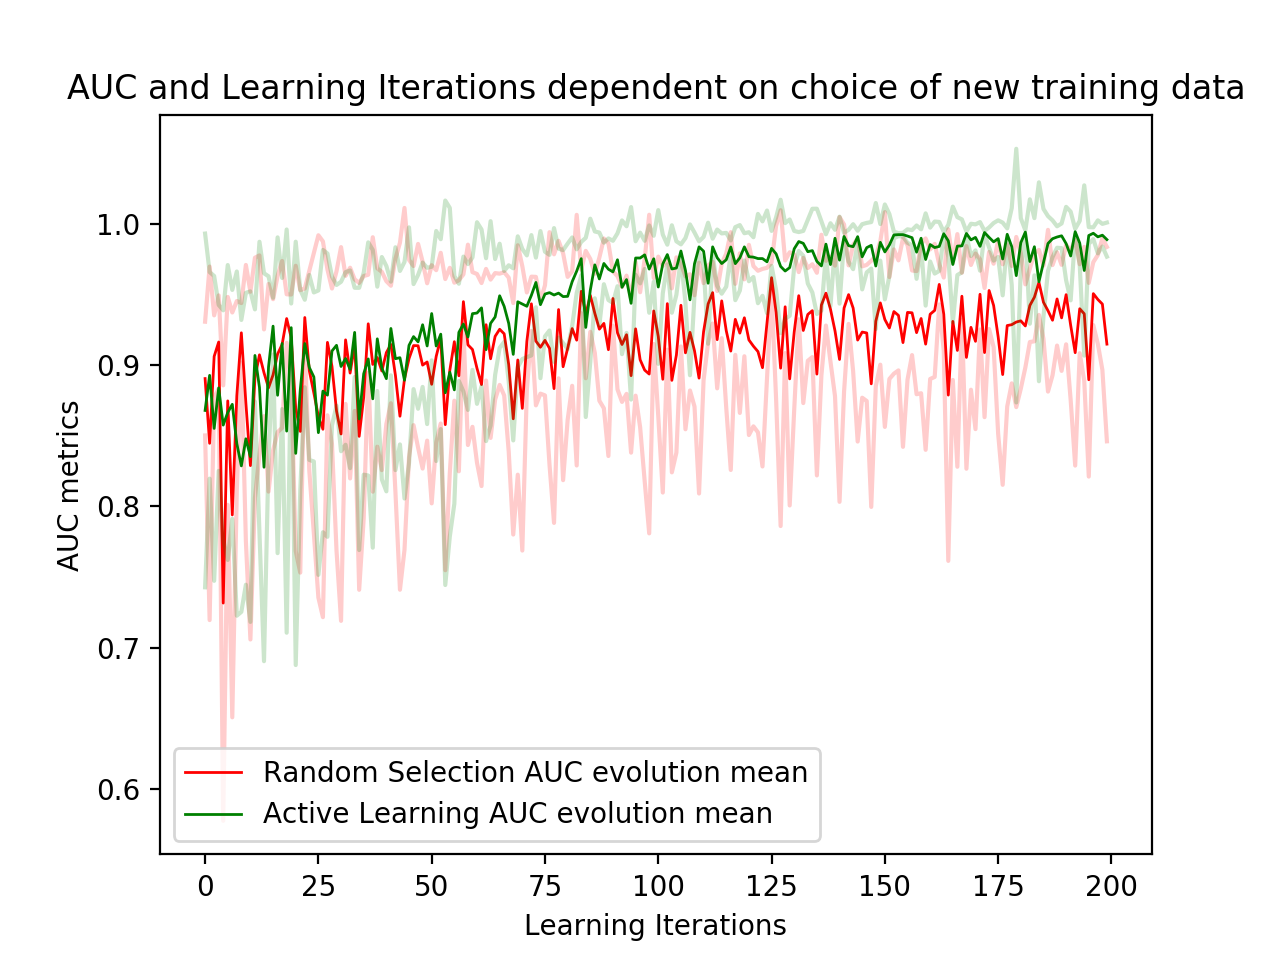 AUC and Learning Iterations dependent on choice of new training data
AUC metrics
1.0
0.9
0.8
0.7
0.6
Random Selection AUC evolution mean
Active Learning AUC evolution mean
0 25 50 75 100 125 150 175 200
Learning Iterations